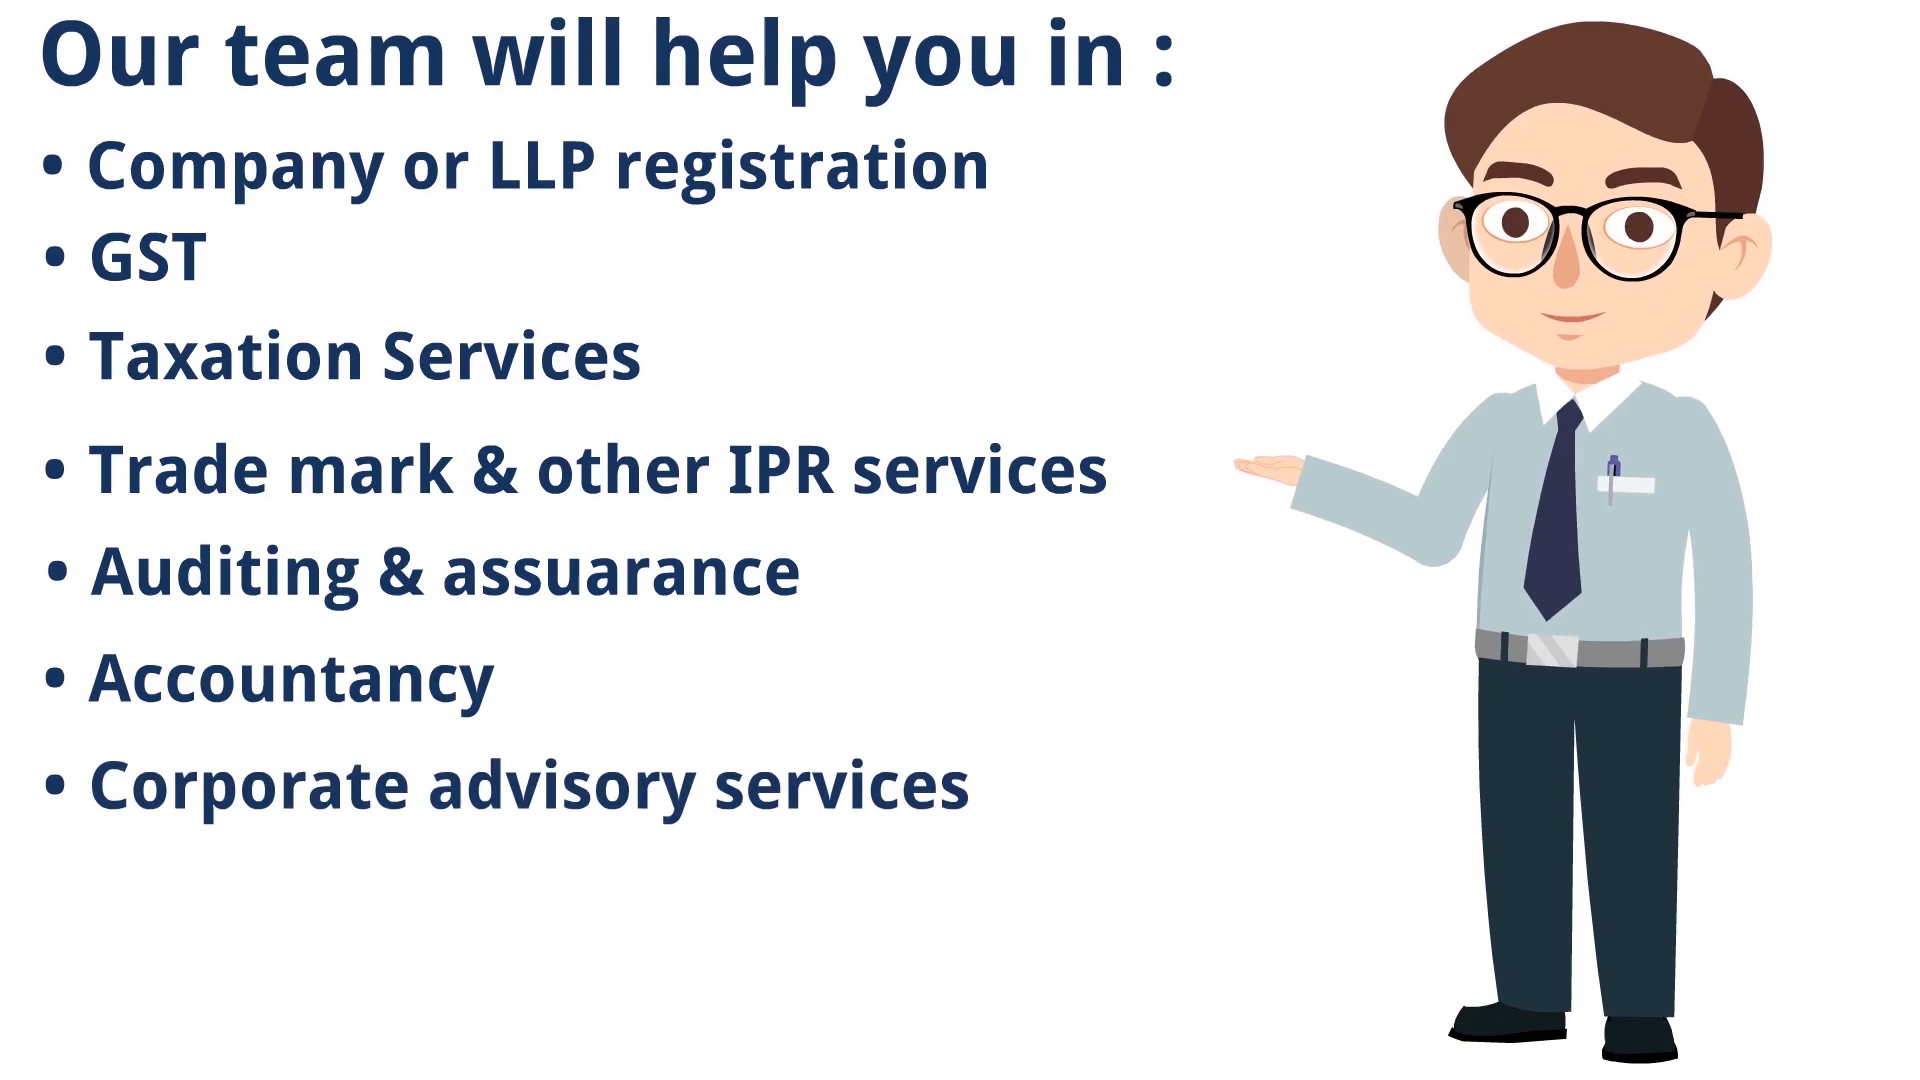 Our team will help you in :
• Company or LLP registration
• GST
• Taxation Services
• Trade mark & other IPR services
• Auditing & assuarance
• Accountancy
• Corporate advisory services